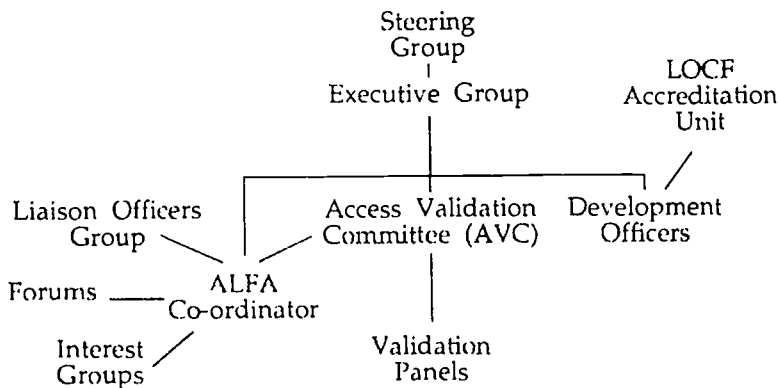 Steering
Group
LOCF
Accreditation
Unit
Executive Group
Liaison Officers
Group
Access Validation
Committee (AVC)
Development
Officers
Forums
ALFA
Co-ordinator
Interest
Groups
Validation
Panels